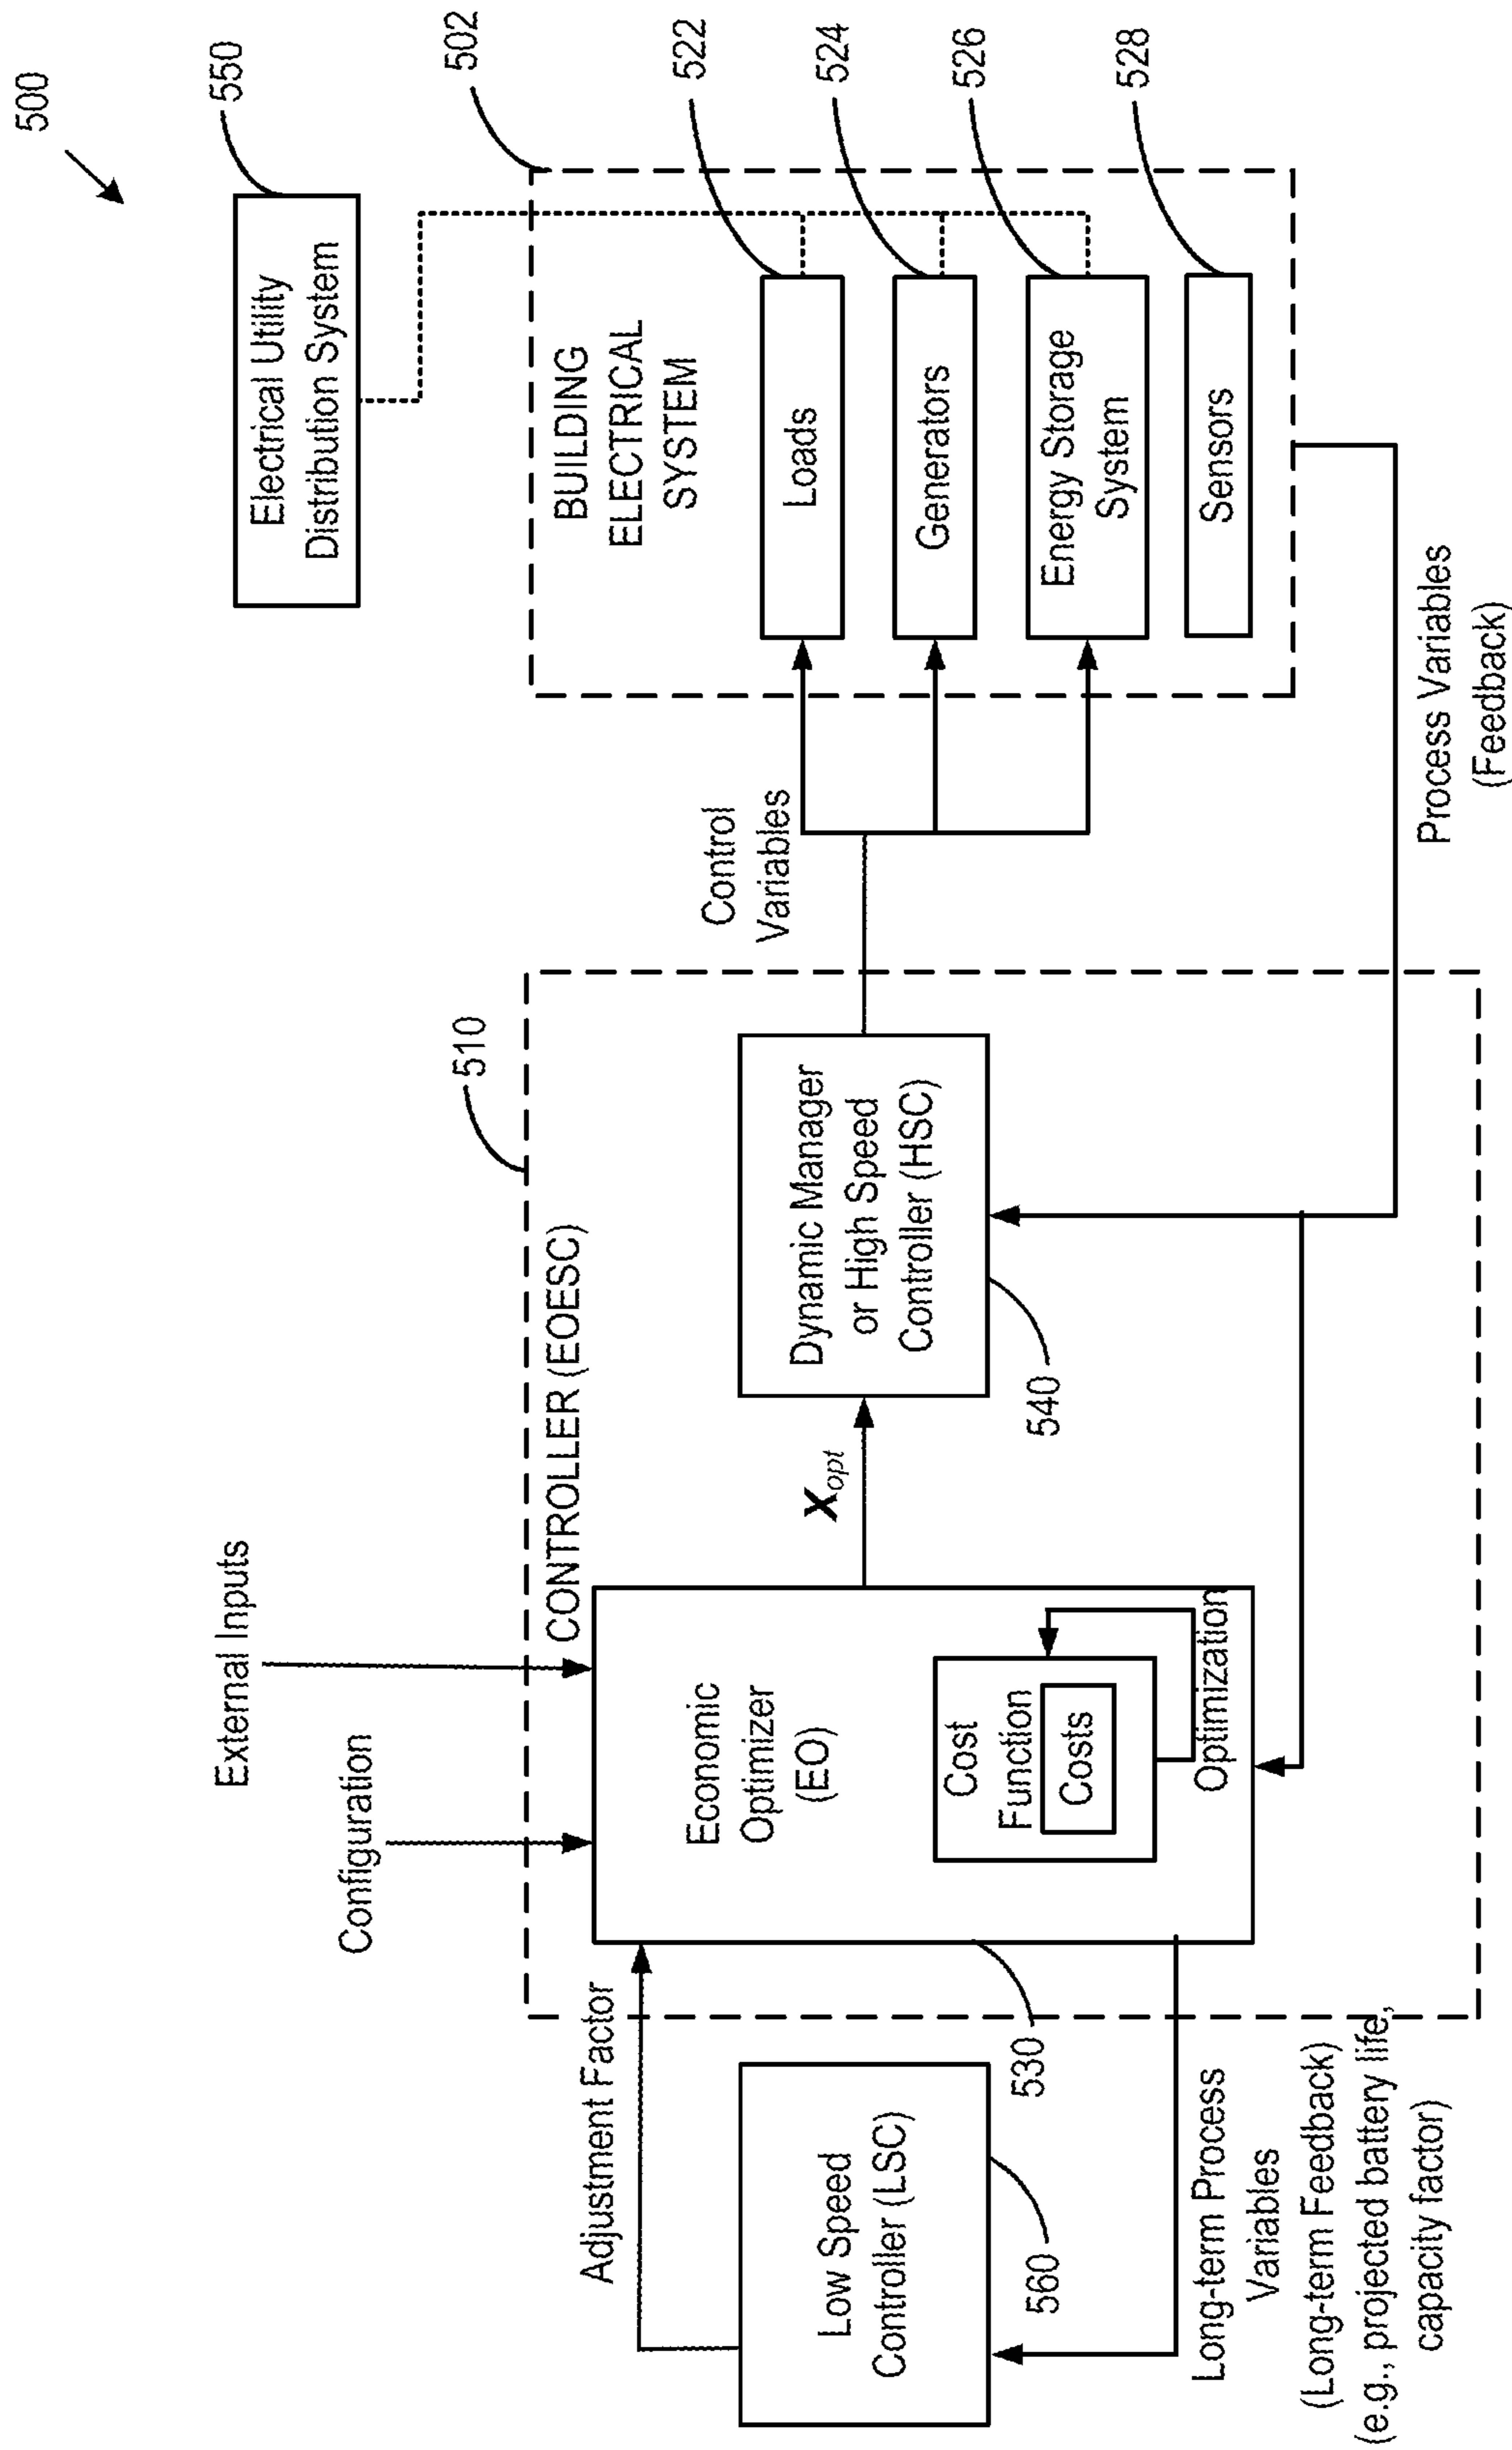 500
External Inputs
Configuration
Electrical Utility
Distribution System
550
502
510
CONTROLLER (EOESC)
Adjustment Factor
Low Speed
Controller (LSC)
560
Economic
Optimizer
(EO)
Cost
Function
Costs
Optimization
530
X opt
Dynamic Manager
or High Speed
Controller (HSC)
540
Control
Variables
BUILDING
ELECTRICAL
SYSTEM
Loads
522
Generators
524
Energy Storage
System
526
Sensors
528
Process Variables
(Feedback)
Long-term Process
Variables
(Long-term Feedback)
(e.g., projected battery life,
capacity factor)